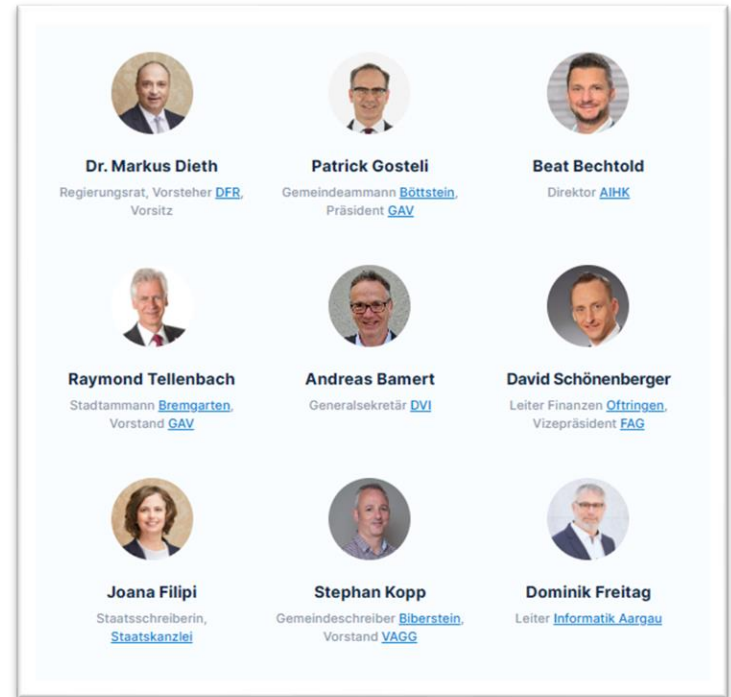 Dr. Markus Dieth
Regierungsrat, Vorsteher DFR,
Vorsitz
Patrick Gosteli
Gemeindeammann Böttstein,
Präsident GAV
Beat Bechtold
Direktor AIHK
Raymond Tellenbach
Stadtammann Bremgarten,
Vorstand GAV
Andreas Bamert
Generalsekretär DVI
David Schönenberger
Leiter Finanzen Oftringen,
Vizepräsident FAG
Joana Filipi
Staatsschreiberin,
Staatskanzlei
Stephan Kopp
Gemeindeschreiber Biberstein,
Vorstand VAGG
Dominik Freitag
Leiter Informatik Aargau